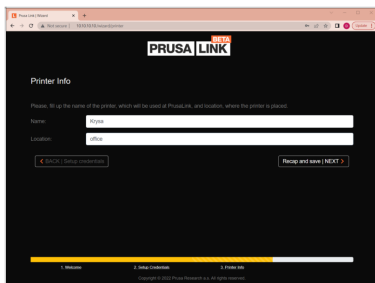 Prusa Link | Wizard
Not secure
PRUSA LINK
BETA
Printer Info
Please, fill up the name of the printer, which will be used at PrusaLink, and location, where the printer is placed.
Name:
Krysa
Location:
office
BACK | Setup credentials
Recap and save | NEXT
1. Welcome
2. Setup Credentials
3. Printer Info
Copyright © 2022 Prusa Research a.s. All rights reserved.